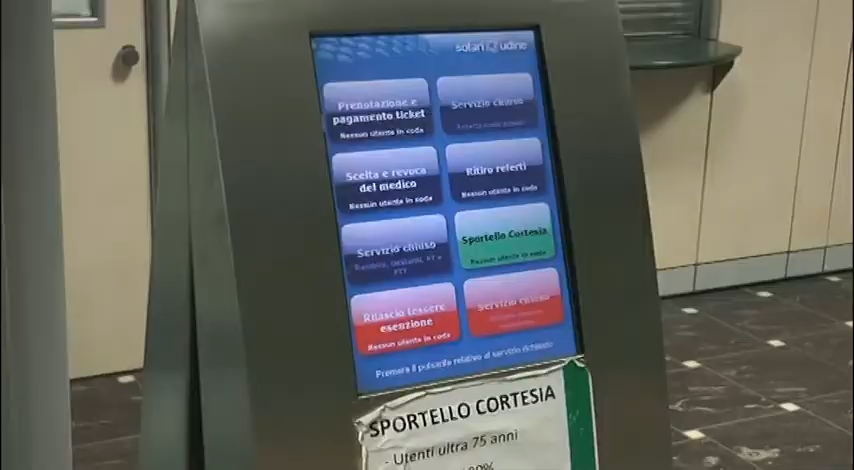 solari udine
Prenotazione e
pagamento ticket
Nessun utente in coda
Servizio chiuso
Scelta e revoca
del medico
Nessun utente in coda
Ritiro referti
Nessun utente in coda
Servizio chiuso
Sportello Cortesia
Nessun utente in coda
Rilascio tessere
esenzione
Nessun utente in coda
Servizio chiuso
Premere il pulsante relativo al servizio richiesto
SPORTELLO CORTESIA
- Utenti ultra 75 anni